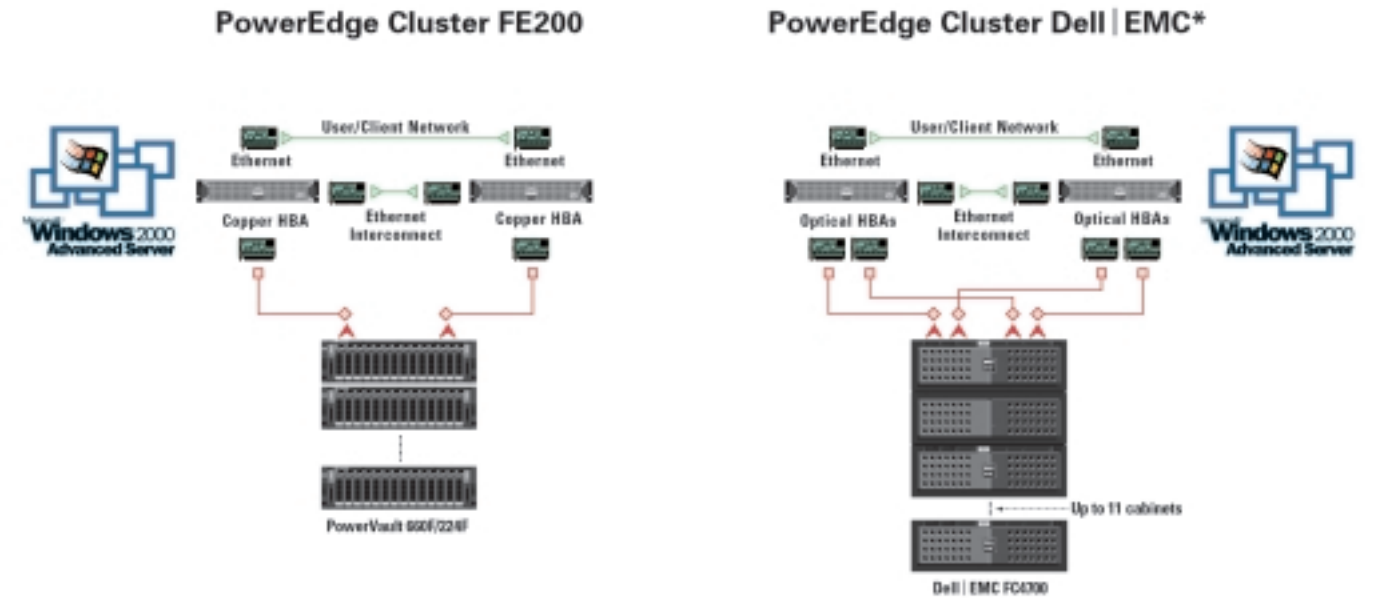 PowerEdge Cluster FE200
PowerEdge Cluster Dell | EMC*
User/Client Network
Ethernet
Ethernet
Copper HBA
Ethernet
Interconnect
Copper HBA
Microsoft
Windows 2000
Advanced Server
PowerVault 660F/224F
User/Client Network
Ethernet
Ethernet
Optical HBAs
Ethernet
Interconnect
Optical HBAs
Microsoft
Windows 2000
Advanced Server
Up to 11 cabinets
Dell | EMC FC4700